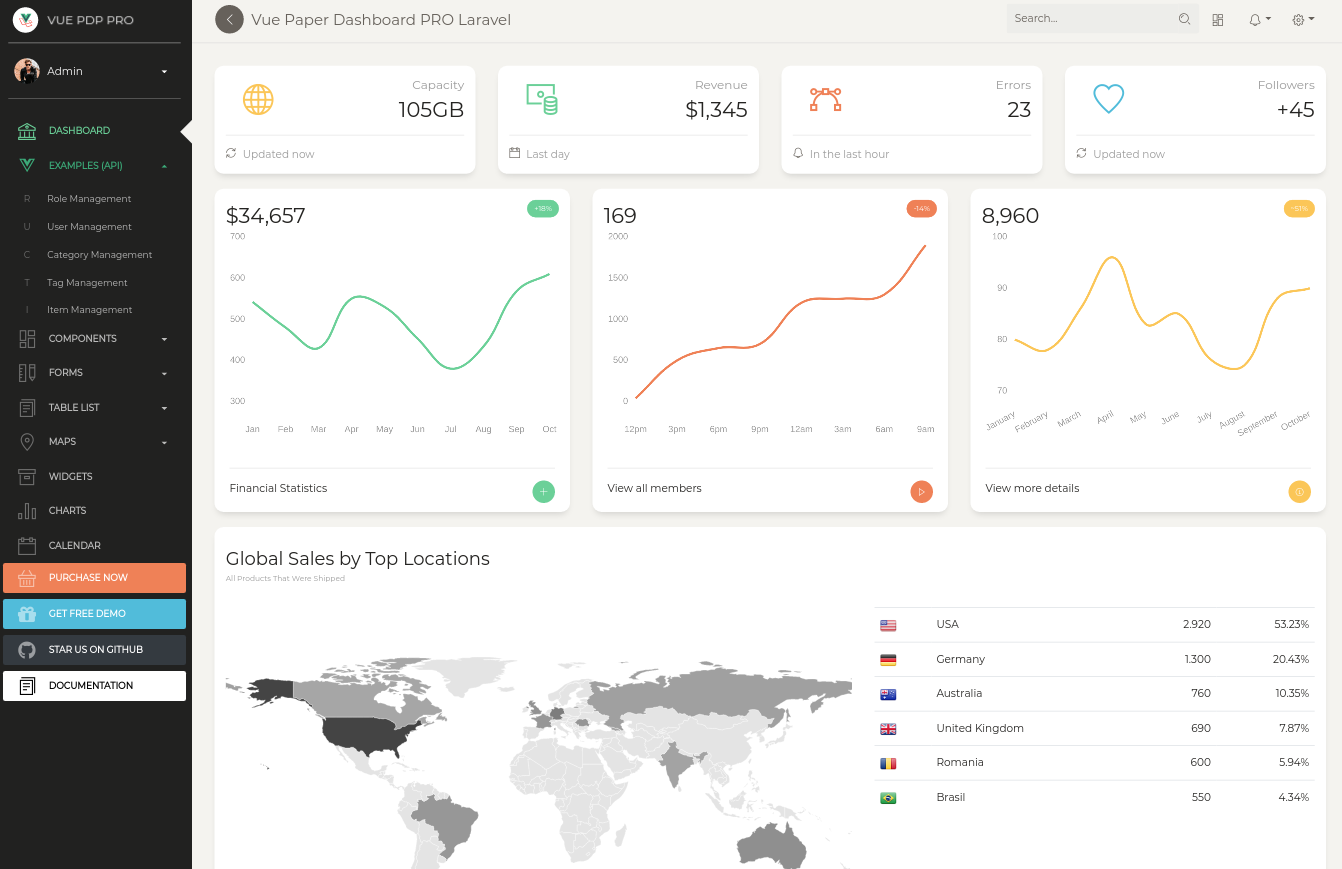 VUE PDP PRO
Admin
DASHBOARD
EXAMPLES (API)
R Role Management
U User Management
C Category Management
T Tag Management
I Item Management
COMPONENTS
FORMS
TABLE LIST
MAPS
WIDGETS
CHARTS
CALENDAR
PURCHASE NOW
GET FREE DEMO
STAR US ON GITHUB
DOCUMENTATION
Vue Paper Dashboard PRO Laravel
Search...
Capacity
105GB
Updated now
Revenue
$1,345
Last day
Errors
23
In the last hour
Followers
+45
Updated now
$34,657
+18%
700
600
500
400
300
Jan Feb Mar Apr May Jun Jul Aug Sep Oct
Financial Statistics
169
-14%
2000
1500
1000
500
0
12pm 3pm 6pm 9pm 12am 3am 6am 9am
View all members
8,960
+51%
100
90
80
70
January February March April May June July August September October
View more details
Global Sales by Top Locations
All Products That Were Shipped
USA 2.920 53.23%
Germany 1.300 20.43%
Australia 760 10.35%
United Kingdom 690 7.87%
Romania 600 5.94%
Brasil 550 4.34%